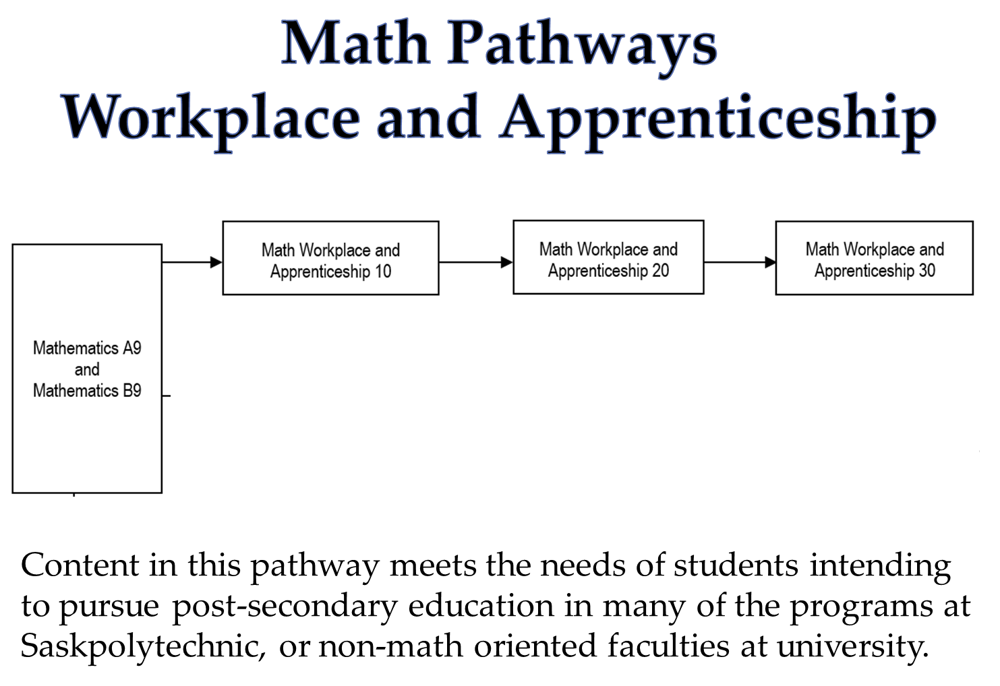 Math Pathways
Workplace and Apprenticeship
Math Workplace and
Apprenticeship 10
Math Workplace and
Apprenticeship 20
Math Workplace and
Apprenticeship 30
Mathematics A9
and
Mathematics B9
Content in this pathway meets the needs of students intending
to pursue post-secondary education in many of the programs at
Saskpolytechnic, or non-math oriented faculties at university.